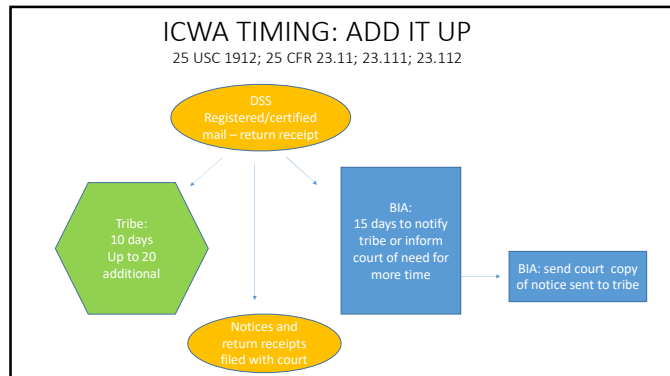 ICWA TIMING: ADD IT UP
25 USC 1912; 25 CFR 23.11; 23.111; 23.112
DSS
Registered/certified
mail – return receipt
Tribe:
10 days
Up to 20
additional
BIA:
15 days to notify
tribe or inform
court of need for
more time
BIA: send court copy
of notice sent to tribe
Notices and
return receipts
filed with court